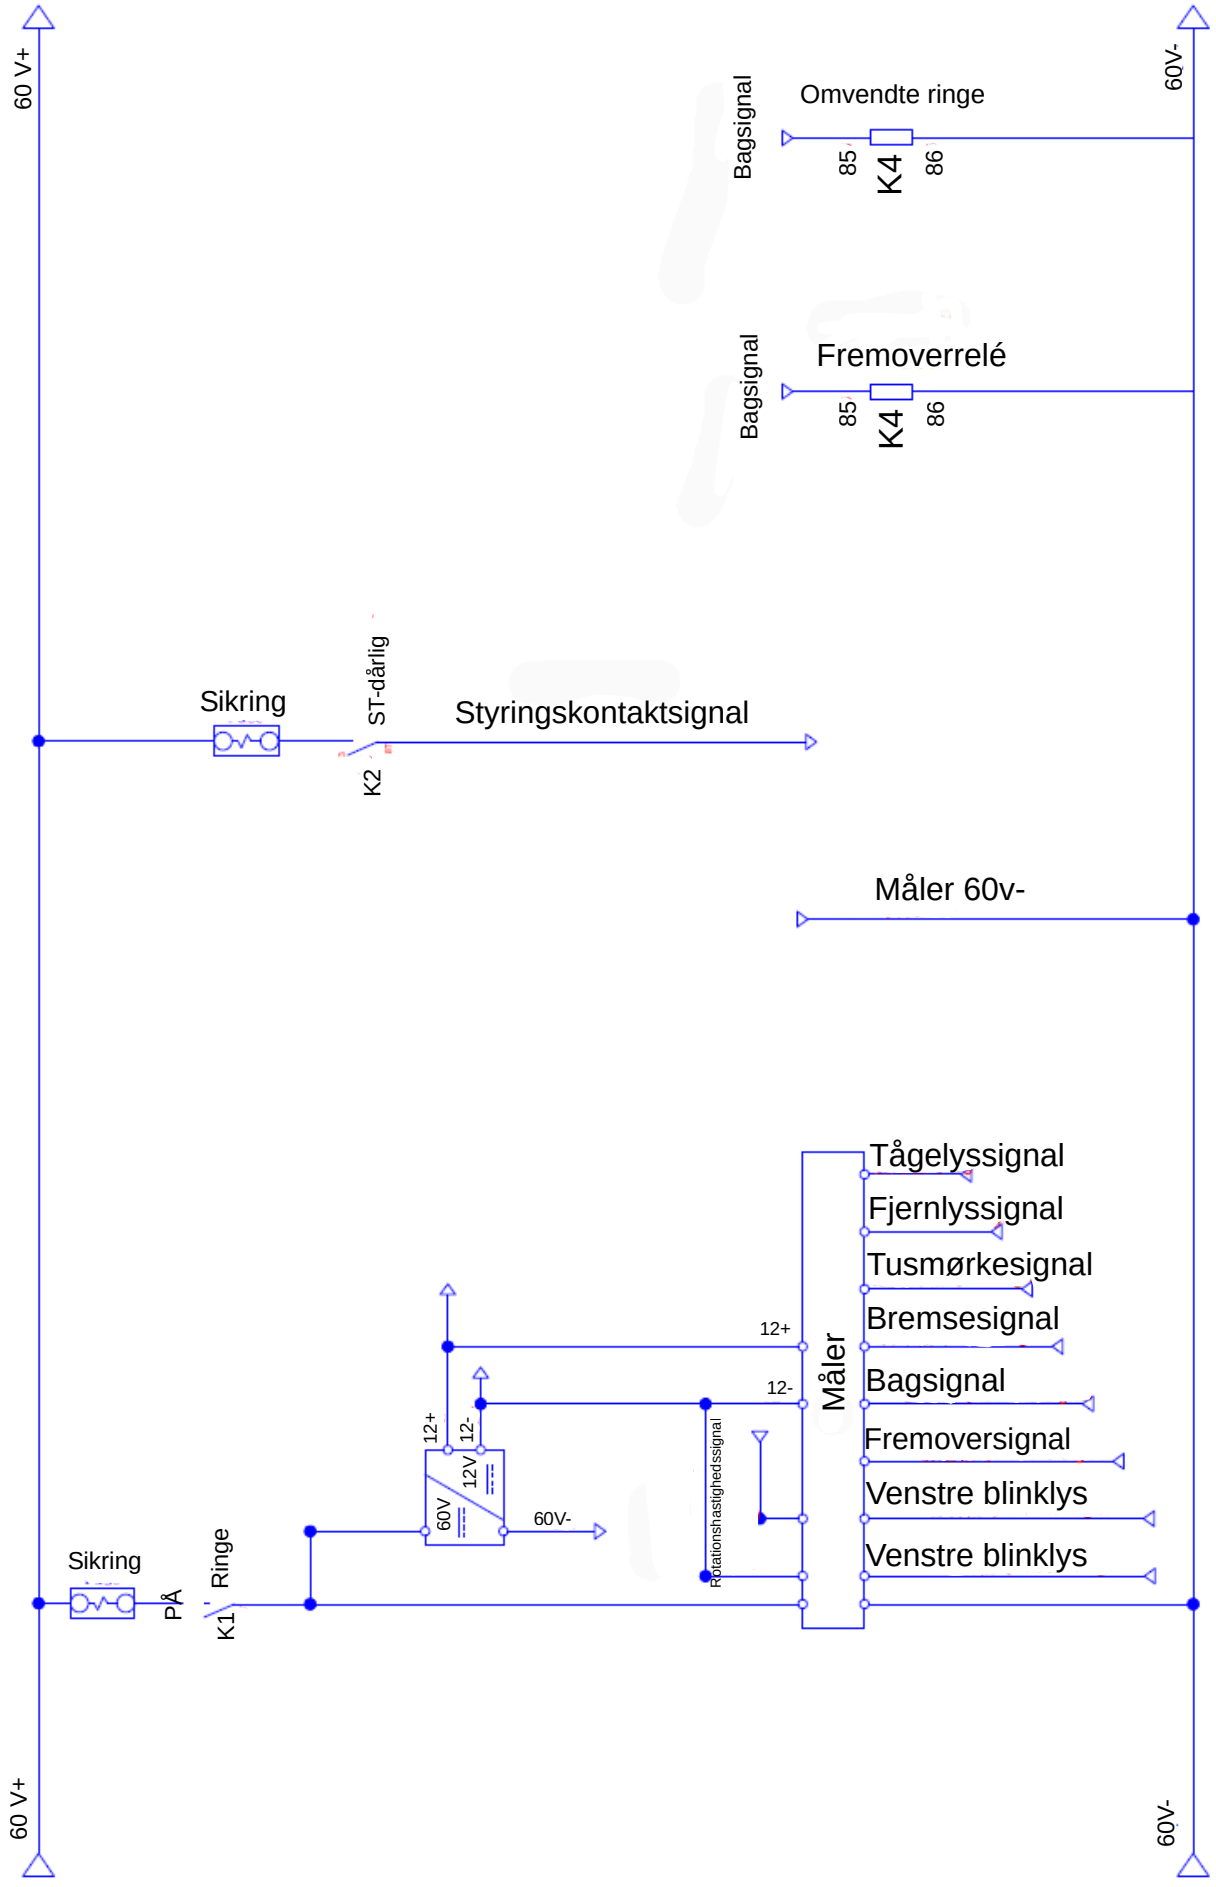 60 V+
60V-
Bagsignal
Omvendte ringe
85
K4
86
Bagsignal
Fremoverrelé
85
K4
86
Sikring
ST-dårlig
K2
Styringskontaktsignal
Måler 60v-
Tågelyssignal
Fjernlyssignal
Tusmørkesignal
Bremsesignal
Bagsignal
Fremoversignal
Venstre blinklys
Venstre blinklys
Måler
12+
12-
Rotationshastighedssignal
12+
12-
12V
60V
60V-
Sikring
PÅ
Ringe
K1
60 V+
60V-